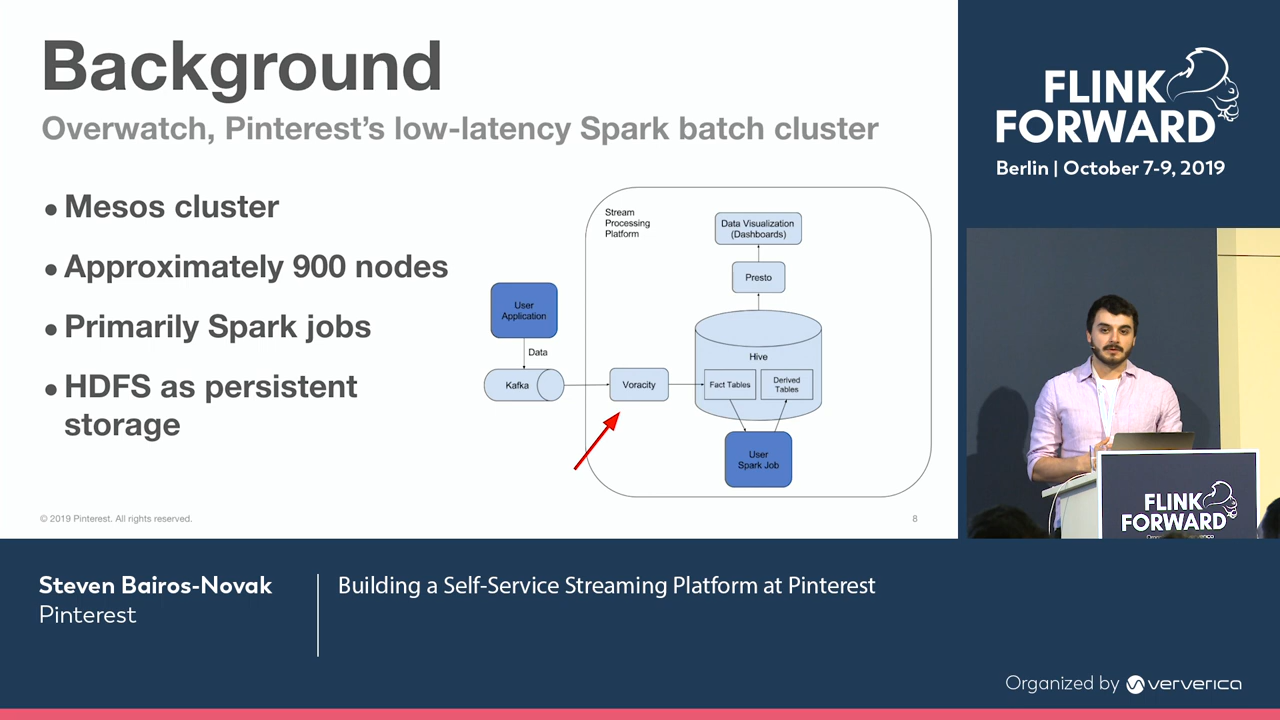 Background
Overwatch, Pinterest's low-latency Spark batch cluster
● Mesos cluster
● Approximately 900 nodes
● Primarily Spark jobs
● HDFS as persistent
storage
Stream
Processing
Platform
Data Visualization
(Dashboards)
Presto
User
Application
Data
Kafka
Voracity
Hive
Fact Tables
Derived
Tables
User
Spark Job
© 2019 Pinterest. All rights reserved.
8
FLINK
FORWARD
Berlin | October 7-9, 2019
FLINK
FORWARD
Steven Bairos-Novak
Pinterest
Building a Self-Service Streaming Platform at Pinterest
Organized by ververica